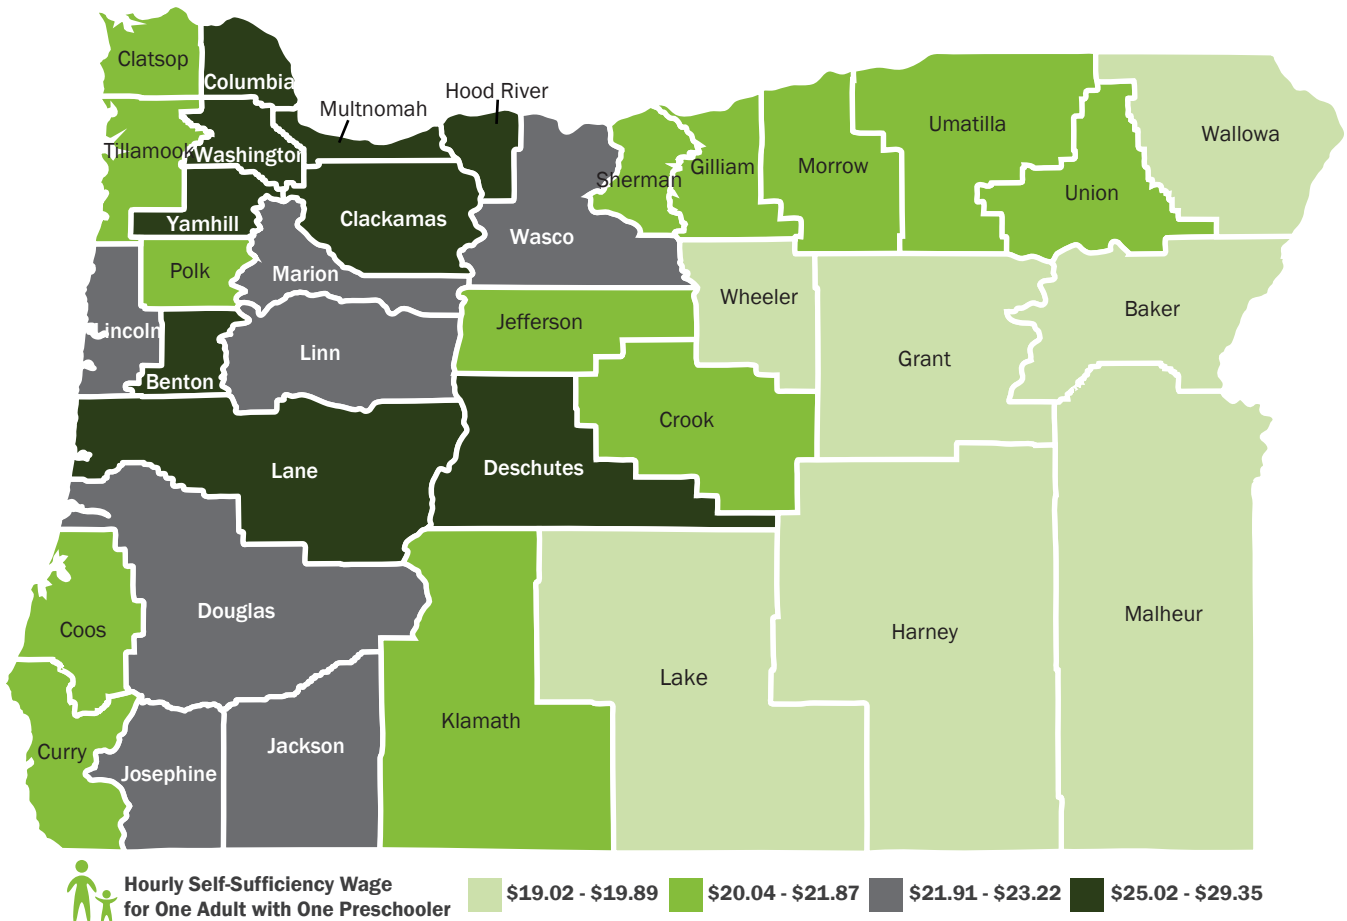 Clatsop
Columbia
Hood River
Multnomah
Umatilla
Wallowa
Tillamook
Washington
Sherman
Gilliam
Morrow
Union
Yamhill
Clackamas
Wasco
Polk
Marion
Wheeler
Baker
Lincoln
Jefferson
Linn
Grant
Benton
Crook
Lane
Deschutes
Douglas
Coos
Harney
Malheur
Lake
Klamath
Curry
Jackson
Josephine
Hourly Self-Sufficiency Wage
for One Adult with One Preschooler
$19.02 - $19.89
$20.04 - $21.87
$21.91 - $23.22
$25.02 - $29.35